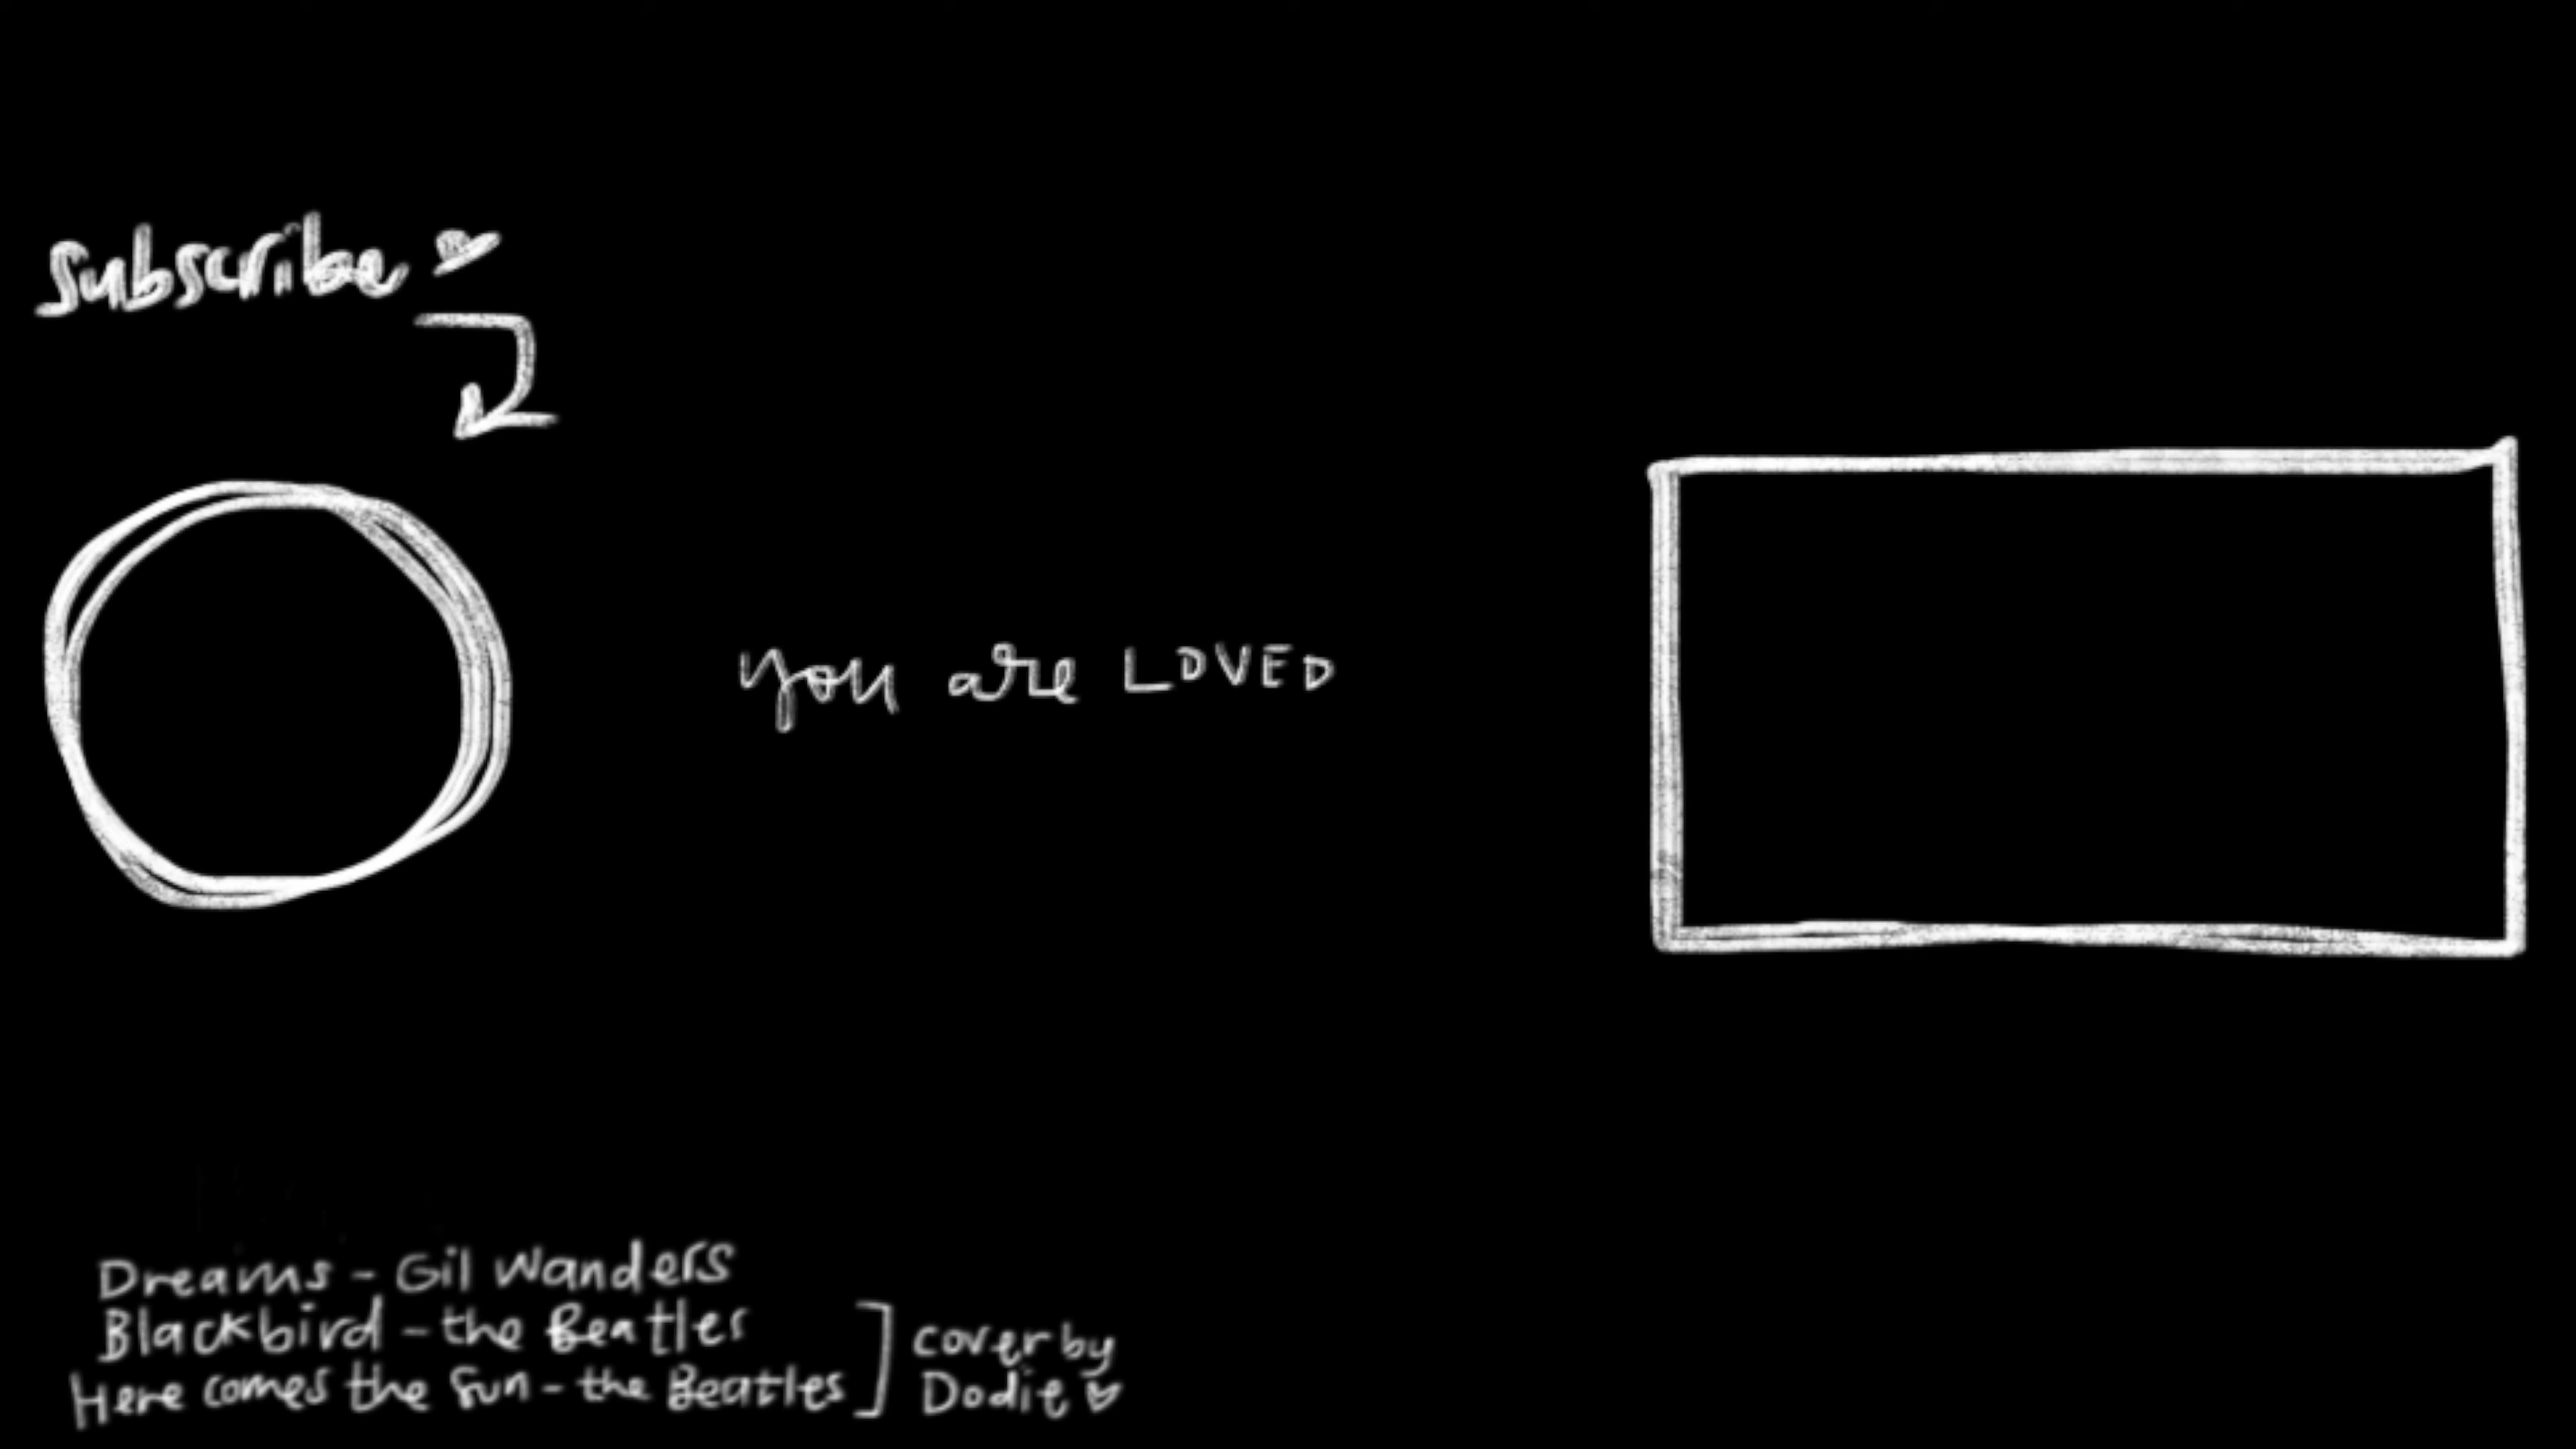 Subscribe
you are LOVED
Dreams - Gil Wanders
Blackbird - the Beatles
Here comes the Sun - the Beatles
cover by
Dodie